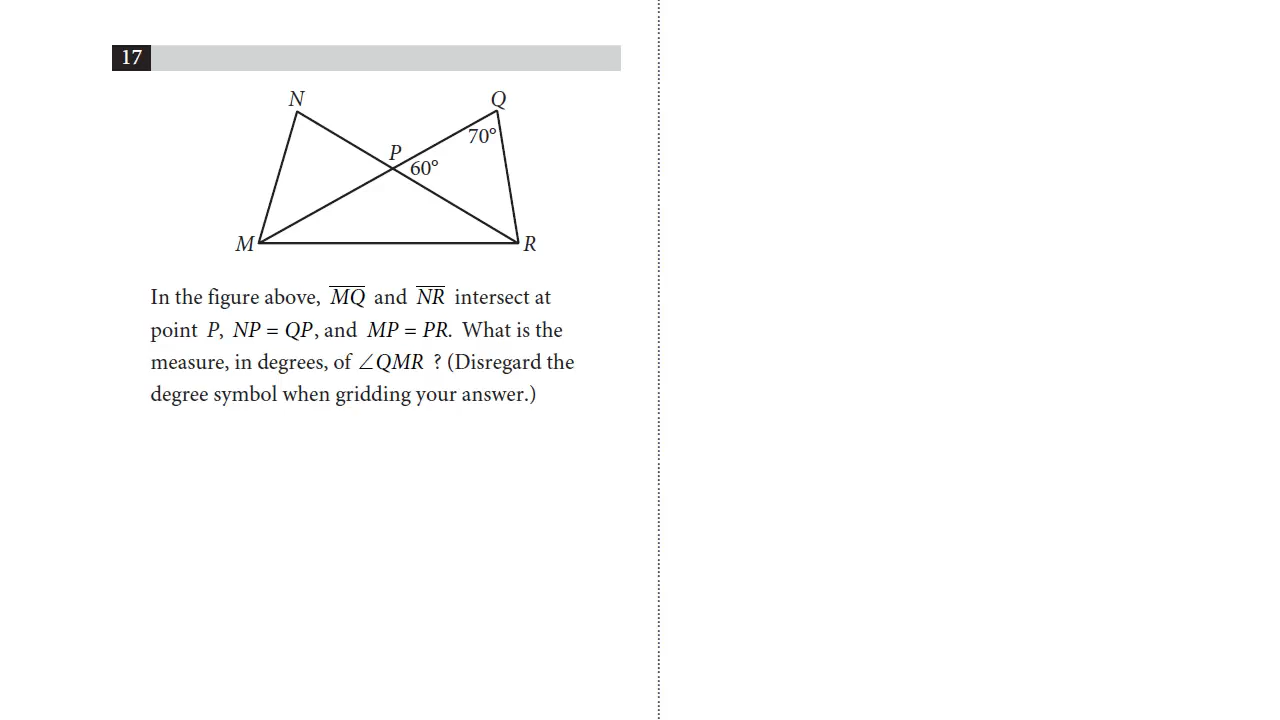 17
N
Q
70°
P
60°
M
R
In the figure above, MQ and NR intersect at
point P, NP = QP, and MP = PR. What is the
measure, in degrees, of ∠QMR ? (Disregard the
degree symbol when gridding your answer.)